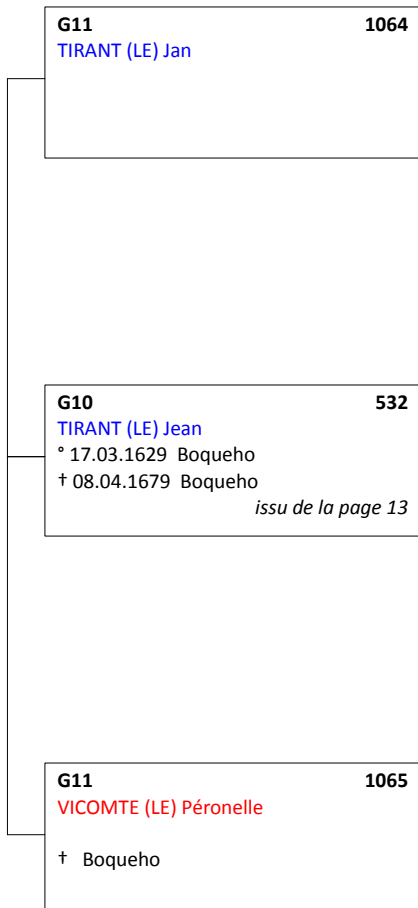 G11 1064
TIRANT (LE) Jan
G10 532
TIRANT (LE) Jean
° 17.03.1629 Boqueho
† 08.04.1679 Boqueho
issu de la page 13
G11 1065
VICOMTE (LE) Péronelle
† Boqueho